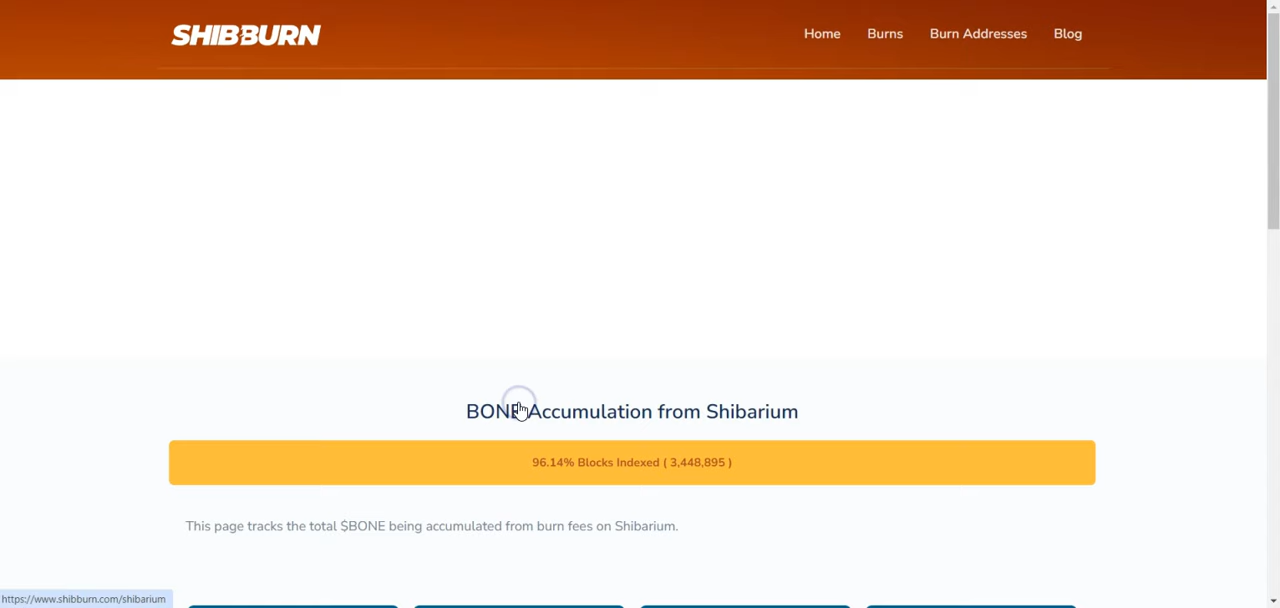 SHIBBURN
Home
Burns
Burn Addresses
Blog
BONE Accumulation from Shibarium
96.14% Blocks Indexed ( 3,448,895 )
This page tracks the total $BONE being accumulated from burn fees on Shibarium.
https://www.shibburn.com/shibarium